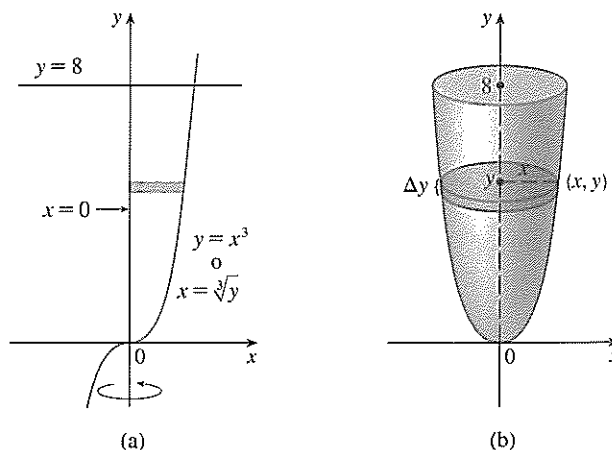 y
y = 8
x = 0
y = x³
o
x = ∛y
0
x
(a)
y
8
y
x
(x, y)
Δy {
0
x
(b)